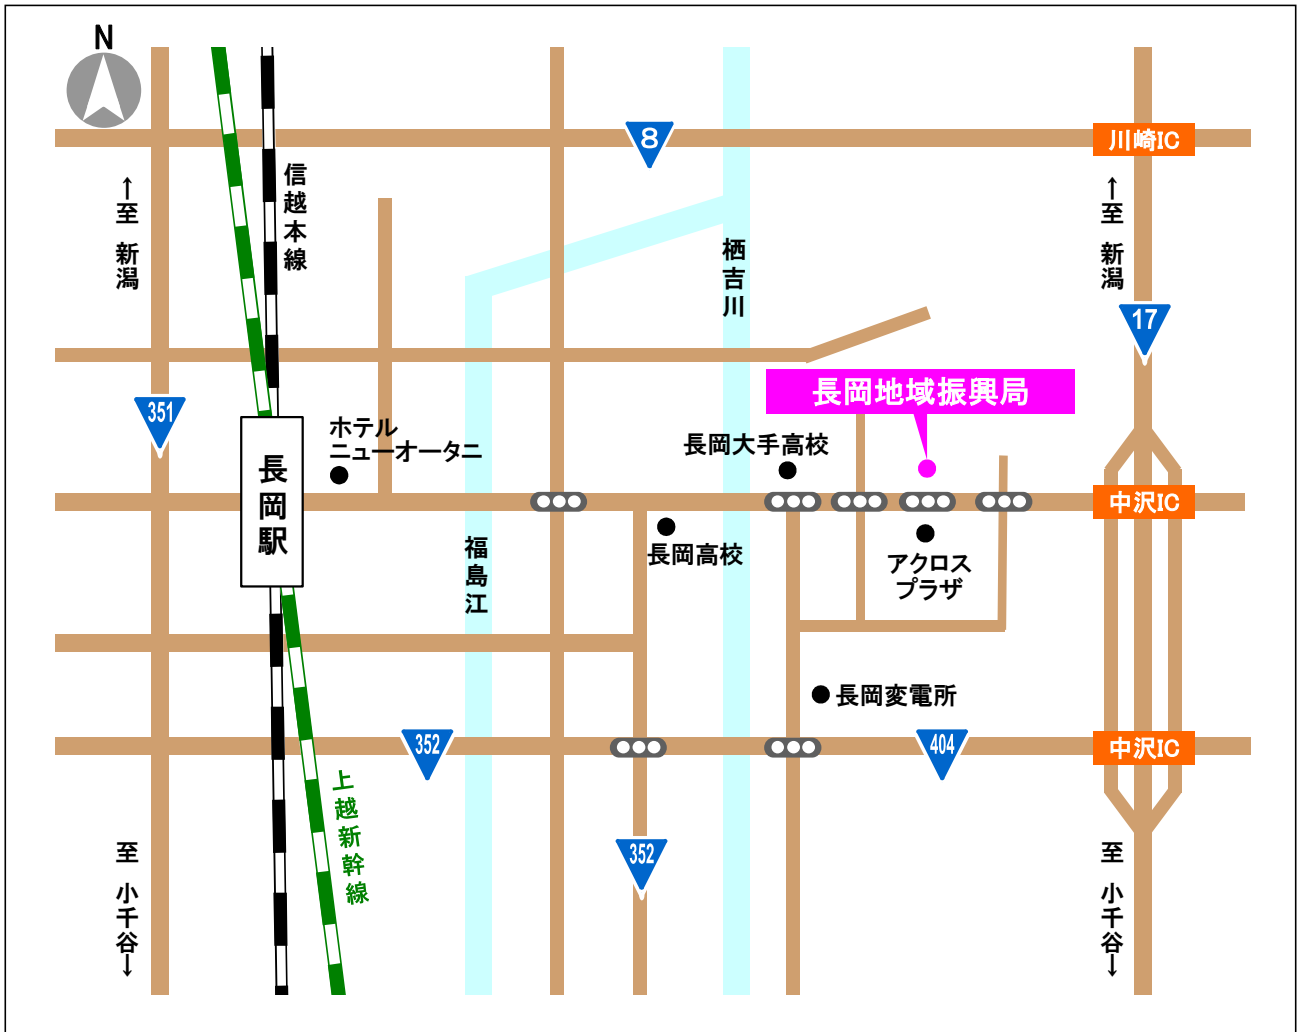 N
8
川崎IC
信越本線
←至 新潟
←至 新潟
栖吉川
17
351
長岡地域振興局
ホテル
ニューオータニ
長岡大手高校
長岡駅
中沢IC
福島江
長岡高校
アクロス
プラザ
長岡変電所
352
404
中沢IC
上越新幹線
352
至 小千谷→
至 小千谷→